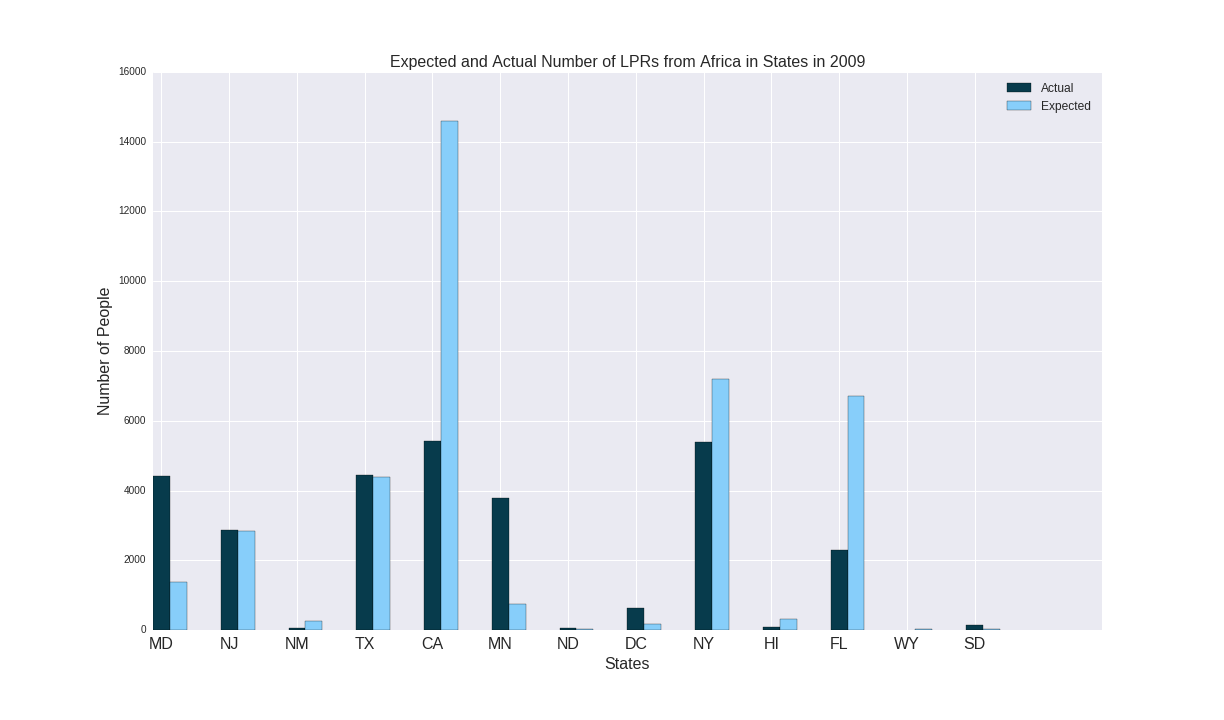 Expected and Actual Number of LPRs from Africa in States in 2009
Actual
Expected
16000
14000
12000
10000
8000
6000
4000
2000
0
Number of People
MD NJ NM TX CA MN ND DC NY HI FL WY SD
States